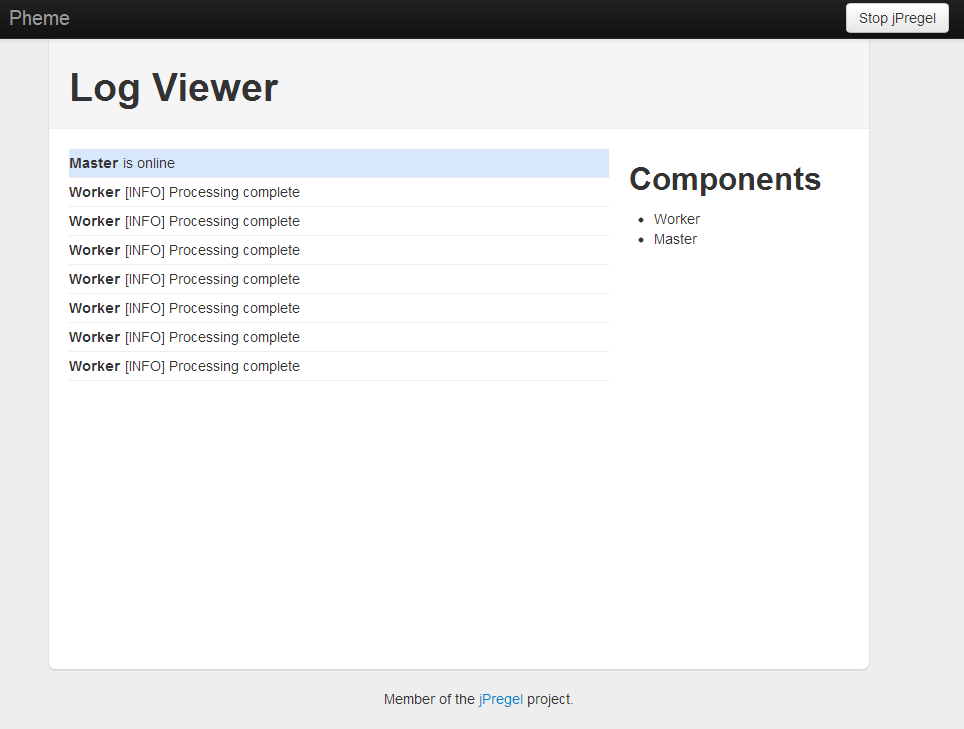 Pheme
Stop jPregel
Log Viewer
Master is online
Worker [INFO] Processing complete
Worker [INFO] Processing complete
Worker [INFO] Processing complete
Worker [INFO] Processing complete
Worker [INFO] Processing complete
Worker [INFO] Processing complete
Worker [INFO] Processing complete
Components
Worker
Master
Member of the jPregel project.